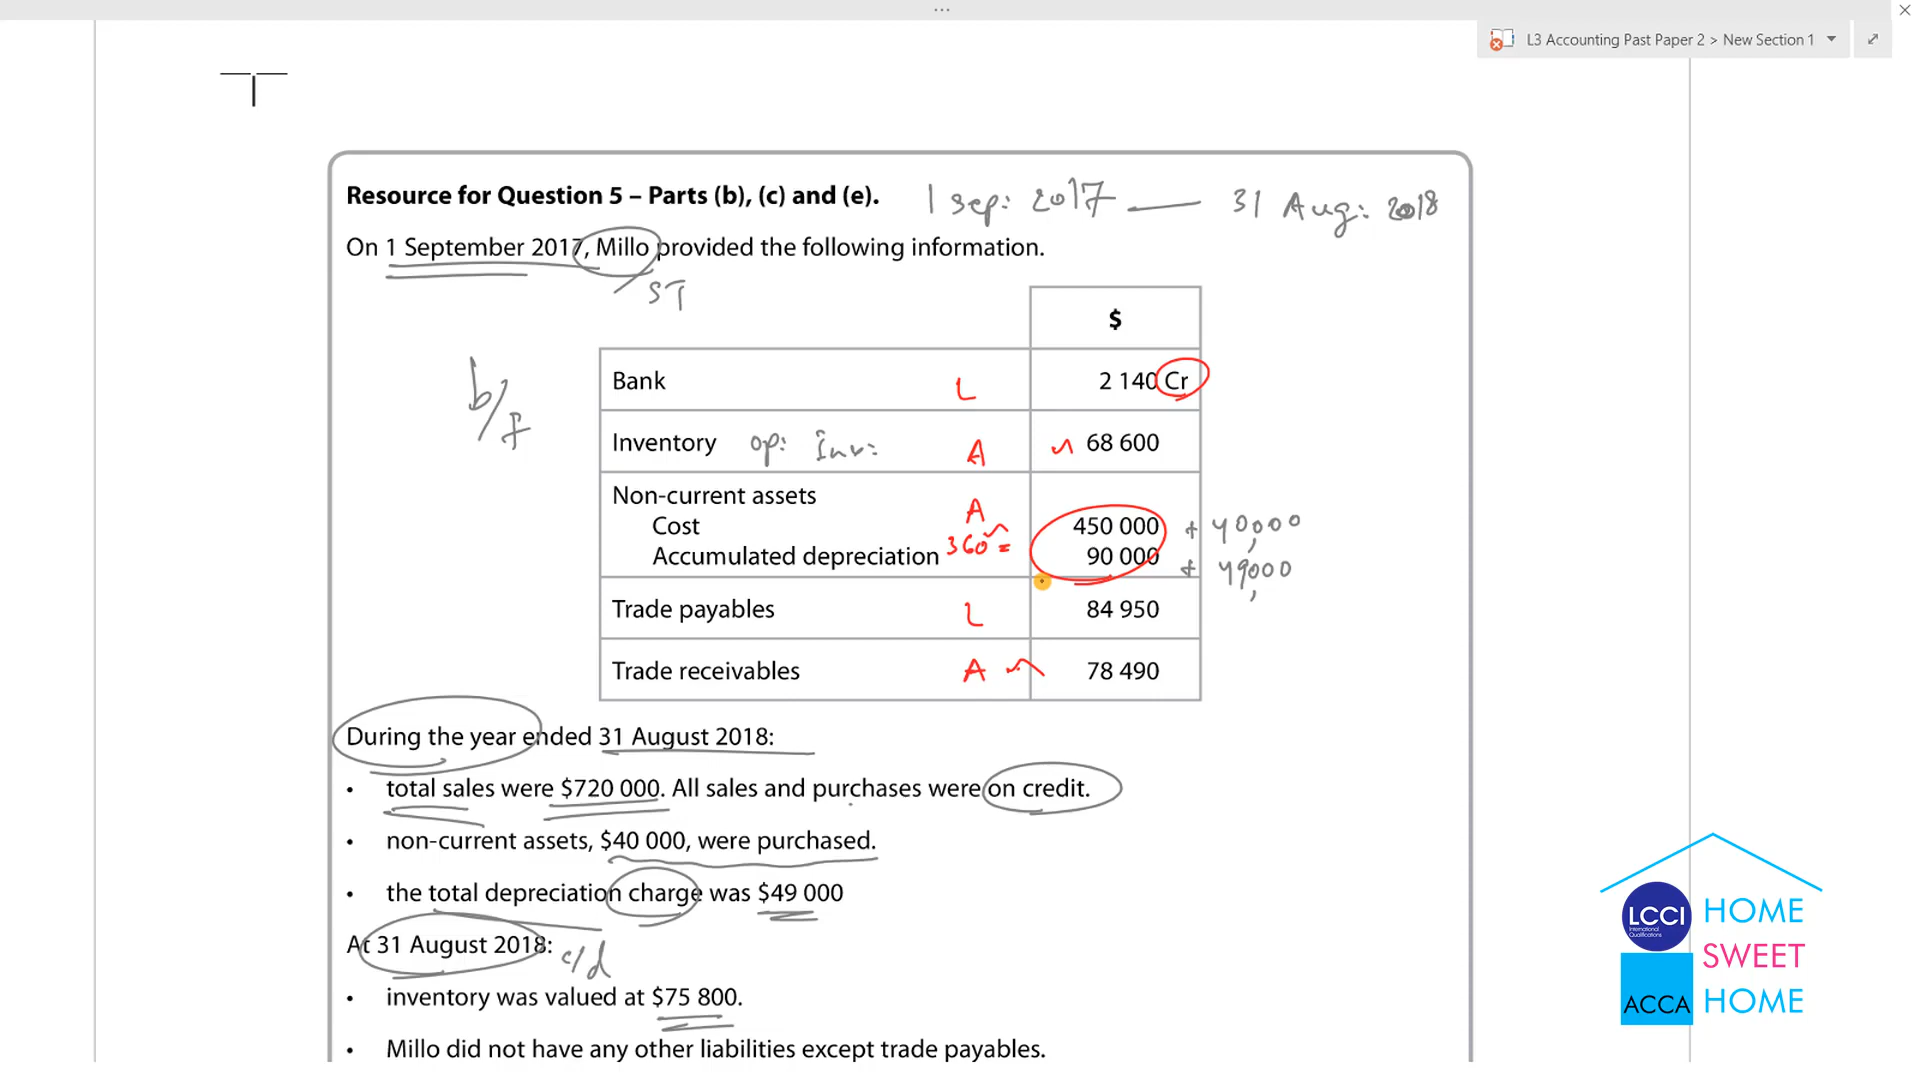 ...
L3 Accounting Past Paper 2 > New Section 1
Resource for Question 5 – Parts (b), (c) and (e). 1 Sep: 2017 — 31 Aug: 2018
On 1 September 2017, Millo provided the following information.
ST
$
b/f
Bank L 2 140 Cr
Inventory op: Inv: A 68 600
Non-current assets A
Cost 450 000 + 40,000
Accumulated depreciation 360 = 90 000 + 49,000
Trade payables L 84 950
Trade receivables A 78 490
During the year ended 31 August 2018:
• total sales were $720 000. All sales and purchases were on credit.
• non-current assets, $40 000, were purchased.
• the total depreciation charge was $49 000
At 31 August 2018: c/d
• inventory was valued at $75 800.
• Millo did not have any other liabilities except trade payables.
LCCI
International Qualifications
ACCA
HOME
SWEET
HOME